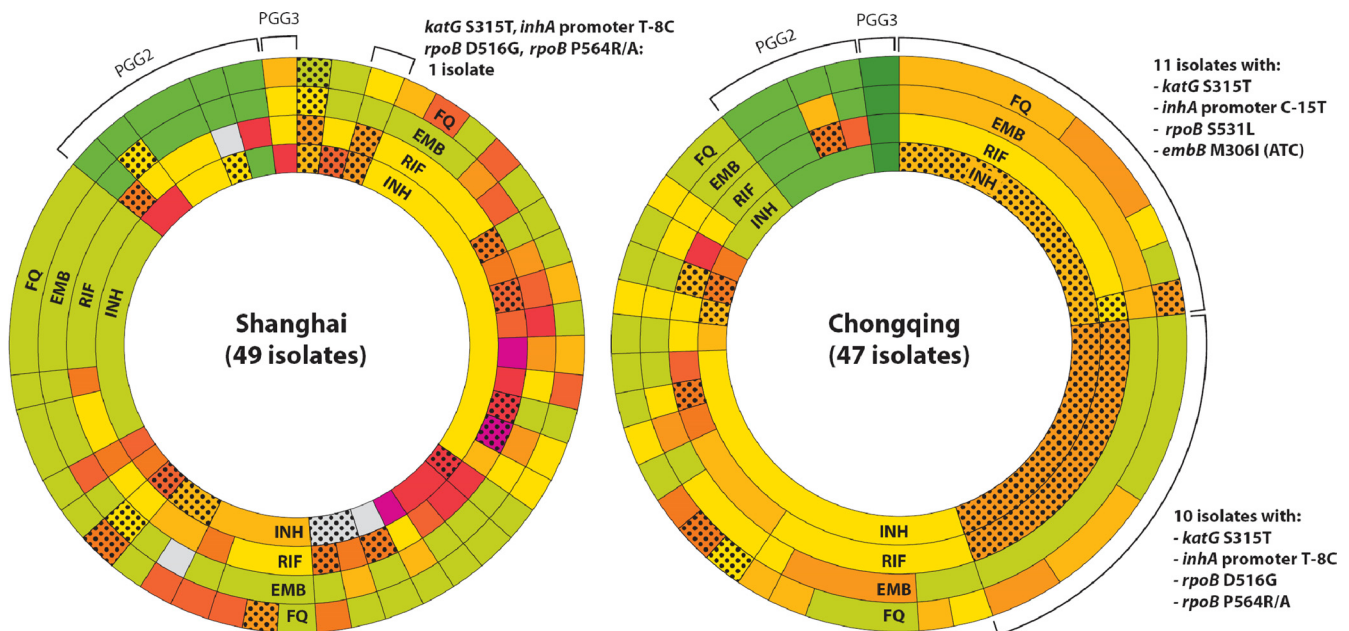 PGG2
PGG3
katG S315T, inhA promoter T-8C
rpoB D516G, rpoB P564R/A:
1 isolate
FQ
EMB
RIF
INH
FQ
EMB
RIF
INH
INH
RIF
EMB
FQ
Shanghai
(49 isolates)
PGG2
PGG3
FQ
EMB
RIF
INH
FQ
EMB
RIF
INH
INH
RIF
EMB
FQ
Chongqing
(47 isolates)
11 isolates with:
- katG S315T
- inhA promoter C-15T
- rpoB S531L
- embB M306I (ATC)
10 isolates with:
- katG S315T
- inhA promoter T-8C
- rpoB D516G
- rpoB P564R/A